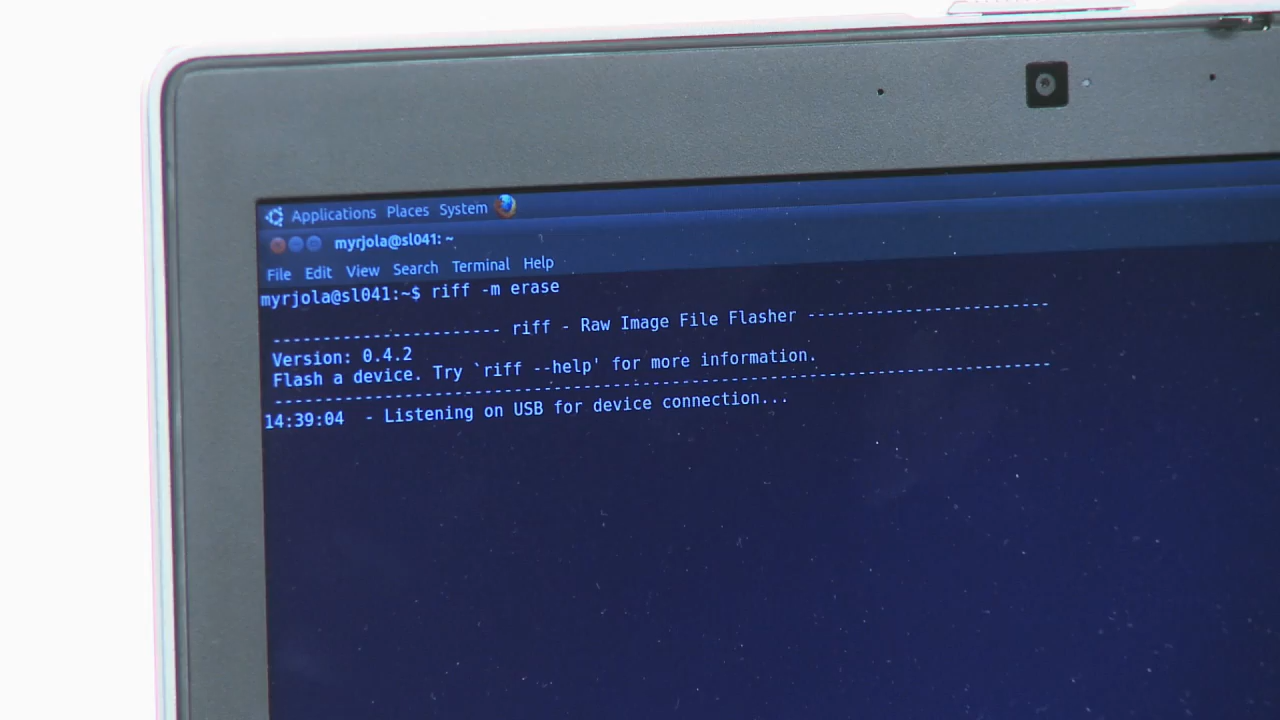 Applications Places System
myrjola@sl041: ~
File Edit View Search Terminal Help
myrjola@sl041:~$ riff -m erase
----------------------- riff - Raw Image File Flasher ------------------------
Version: 0.4.2
Flash a device. Try `riff --help' for more information.
------------------------------------------------------------------------------
14:39:04 - Listening on USB for device connection...